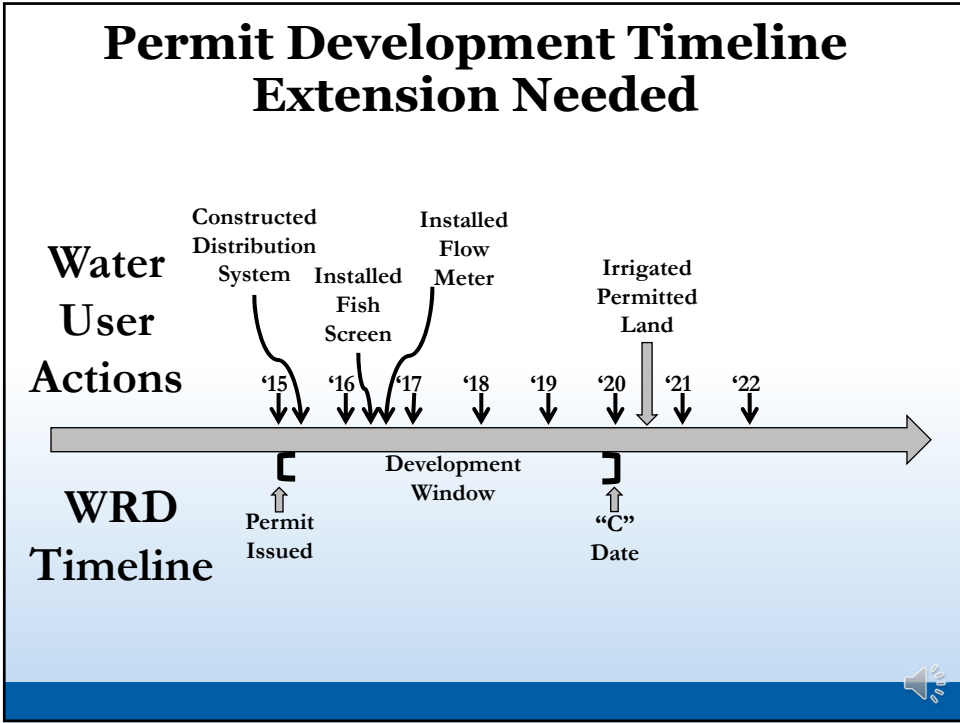 Permit Development Timeline
Extension Needed
Water
User
Actions
Constructed
Distribution
System
Installed
Fish
Screen
Installed
Flow
Meter
Irrigated
Permitted
Land
‘15
‘16
‘17
‘18
‘19
‘20
‘21
‘22
WRD
Timeline
Permit
Issued
Development
Window
“C”
Date